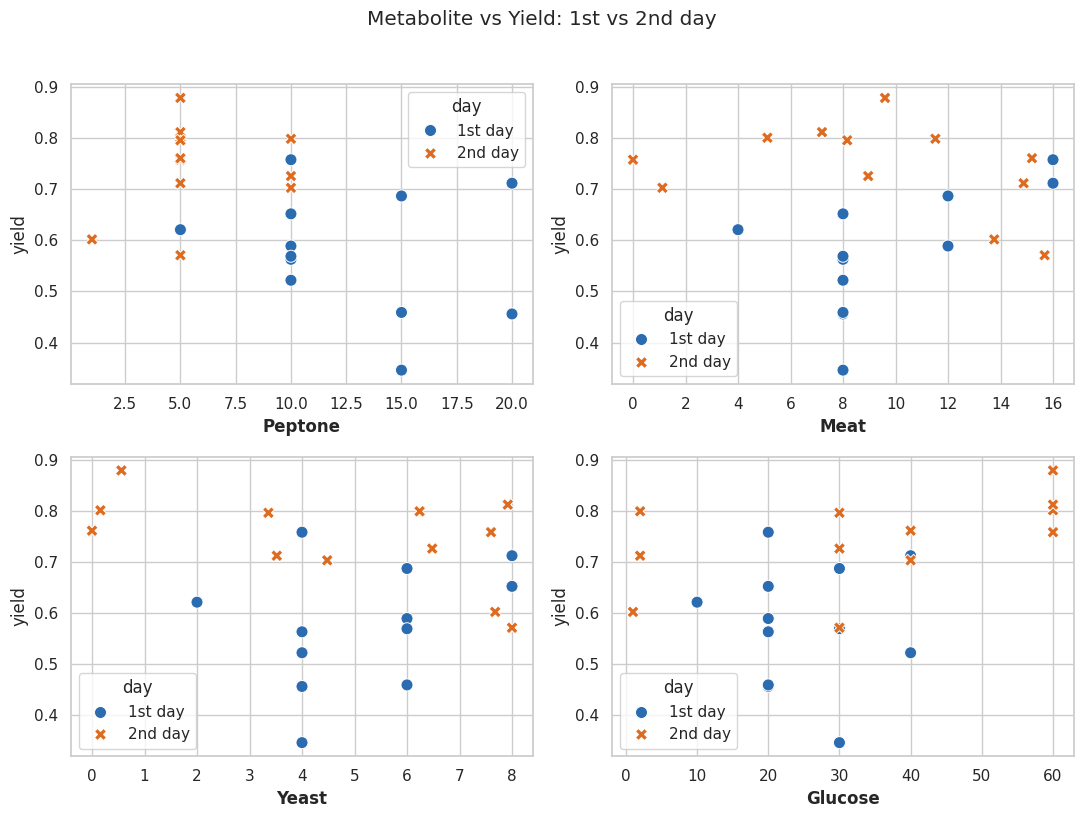 Metabolite vs Yield: 1st vs 2nd day
0.9
0.8
0.7
0.6
0.5
0.4
yield
day
1st day
2nd day
2.5 5.0 7.5 10.0 12.5 15.0 17.5 20.0
Peptone
0.9
0.8
0.7
0.6
0.5
0.4
yield
day
1st day
2nd day
0 2 4 6 8 10 12 14 16
Meat
0.9
0.8
0.7
0.6
0.5
0.4
yield
day
1st day
2nd day
0 1 2 3 4 5 6 7 8
Yeast
0.9
0.8
0.7
0.6
0.5
0.4
yield
day
1st day
2nd day
0 10 20 30 40 50 60
Glucose